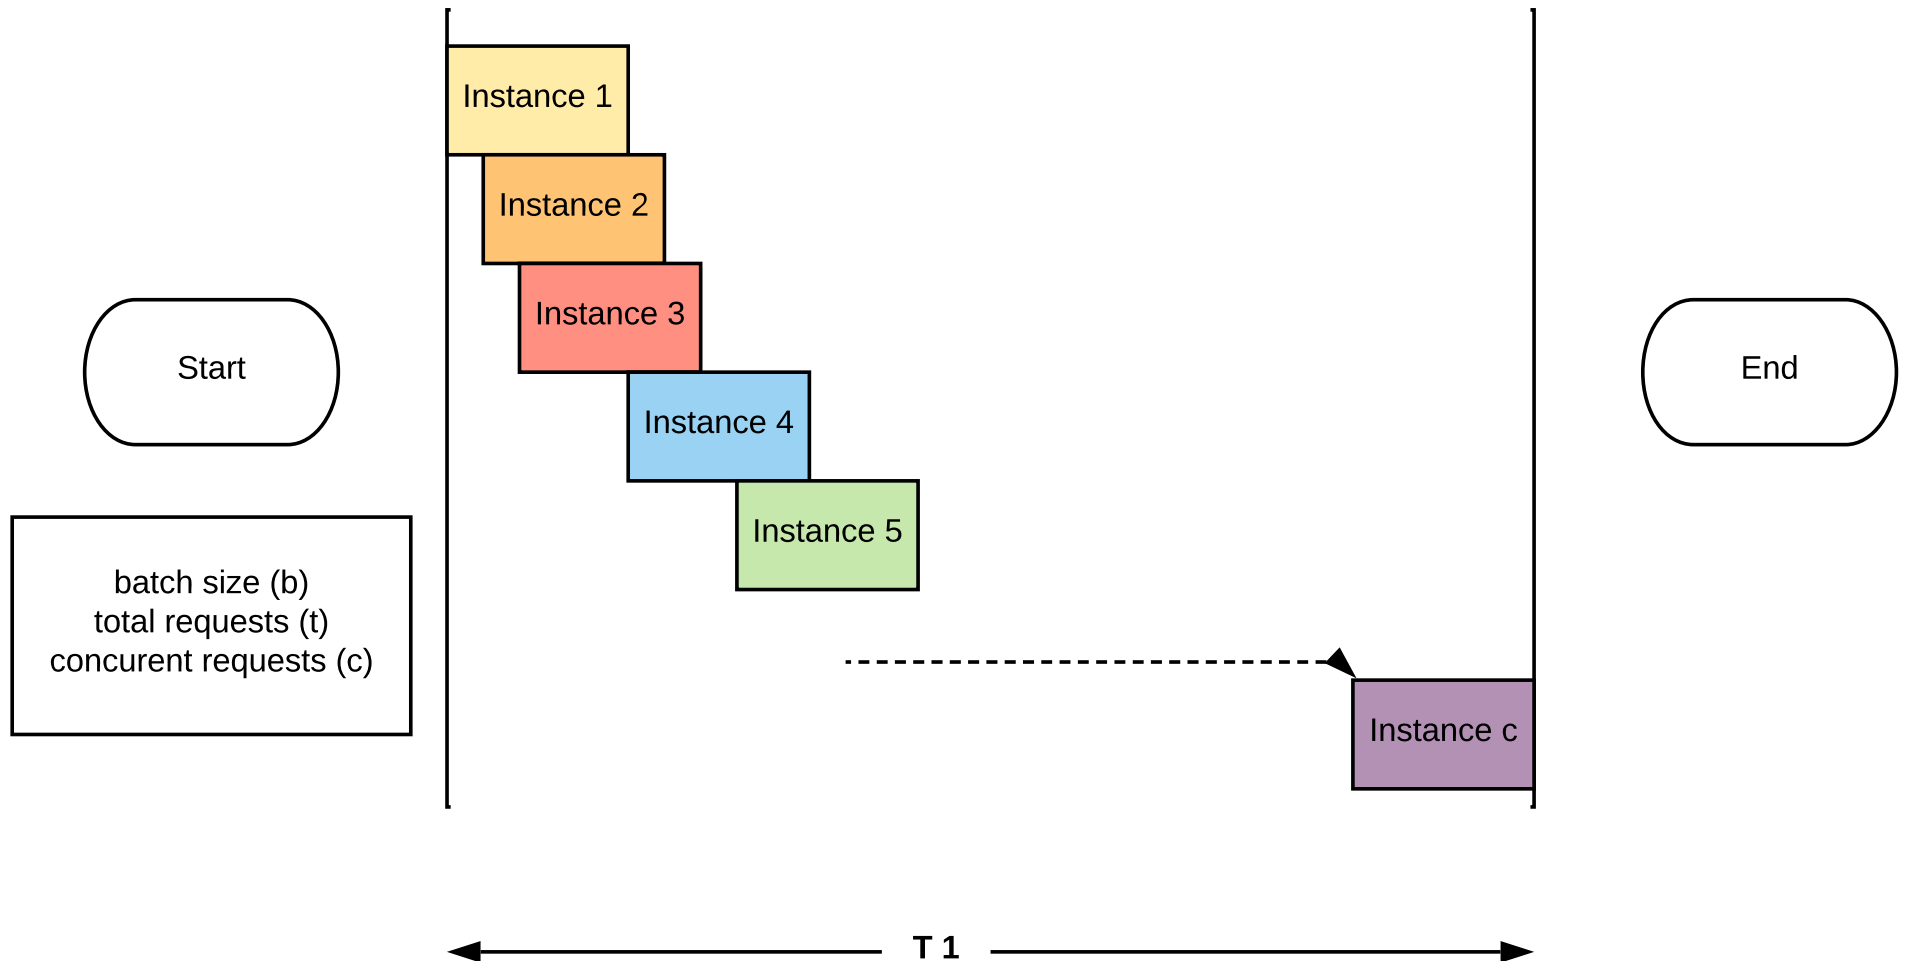 Instance 1
Instance 2
Instance 3
Start
End
Instance 4
Instance 5
batch size (b)
total requests (t)
concurent requests (c)
Instance c
T 1